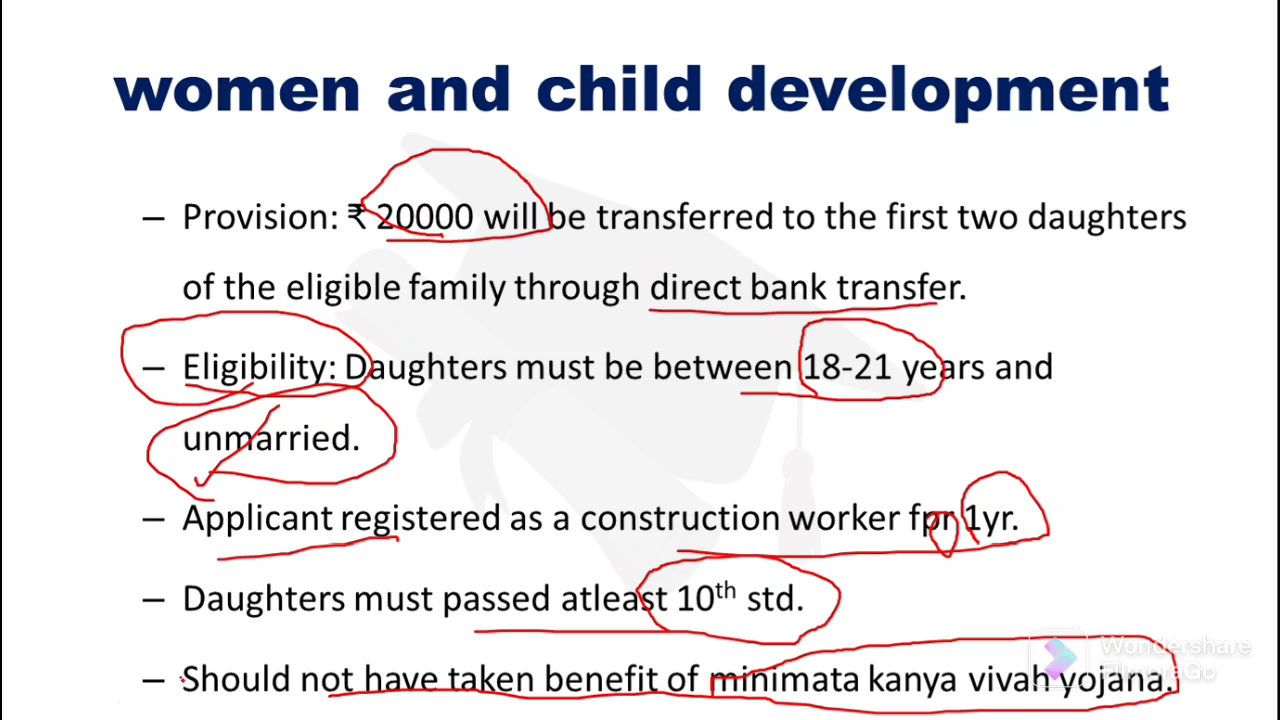 women and child development
– Provision: ₹ 20000 will be transferred to the first two daughters
of the eligible family through direct bank transfer.
– Eligibility: Daughters must be between 18-21 years and
unmarried.
– Applicant registered as a construction worker fpr 1yr.
– Daughters must passed atleast 10th std.
– Should not have taken benefit of minimata kanya vivah yojana.
Wondershare
FilmoraGo